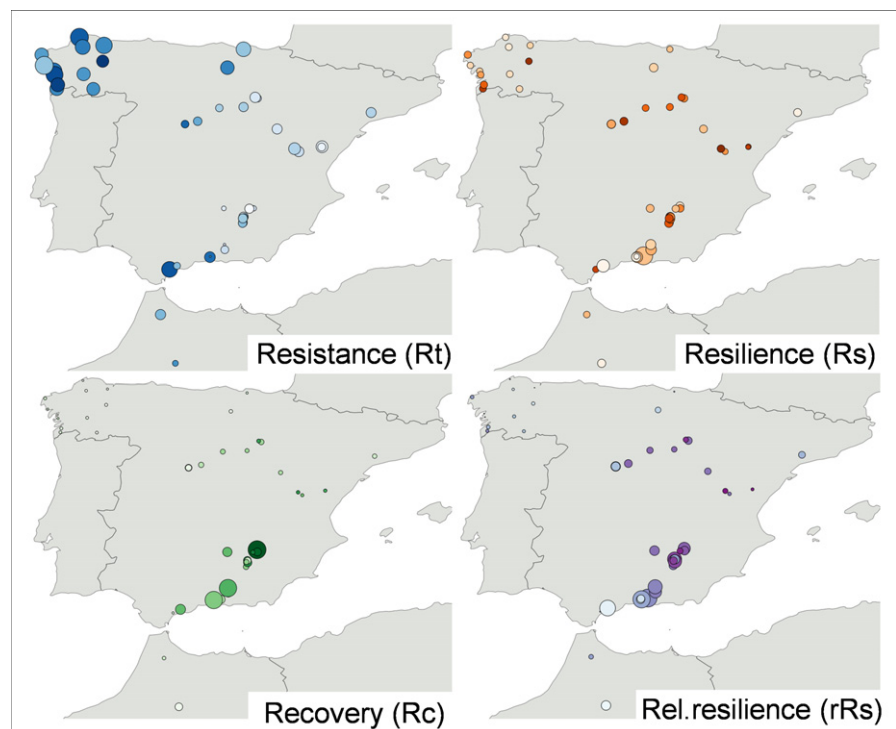 Resistance (Rt)
Resilience (Rs)
Recovery (Rc)
Rel.resilience (rRs)